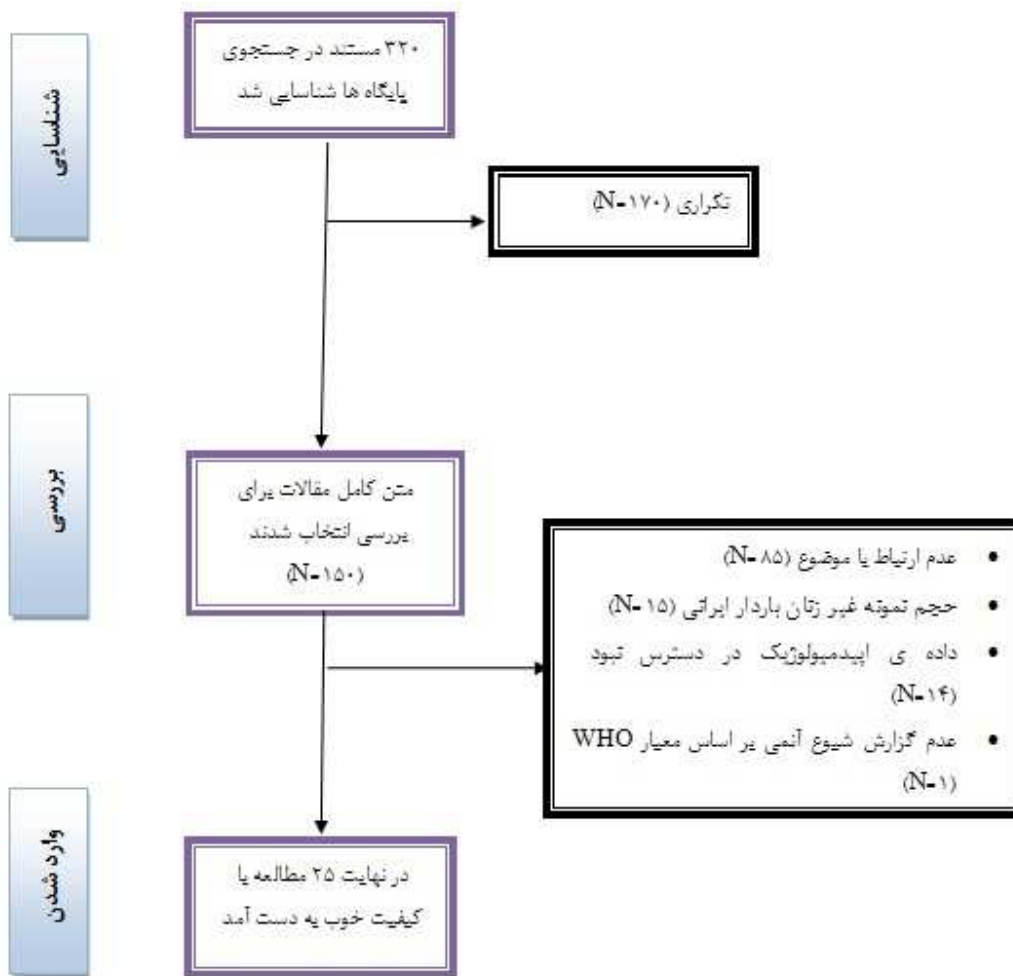 شناسایی
۳۲۰ مستند در جستجوی
پایگاه ها شناسایی شد
تکراری (N=۱۷۰)
بررسی
متن کامل مقالات برای
بررسی انتخاب شدند
(N=۱۵۰)
• عدم ارتباط با موضوع (N=۸۵)
• حجم نمونه غیر زنان باردار ایرانی (N=۱۵)
• داده ی اپیدمیولوژیک در دسترس نبود
(N=۱۴)
• عدم گزارش شیوع آنمی بر اساس معیار WHO
(N=۱)
وارد شدن
در نهایت ۲۵ مطالعه با
کیفیت خوب به دست آمد